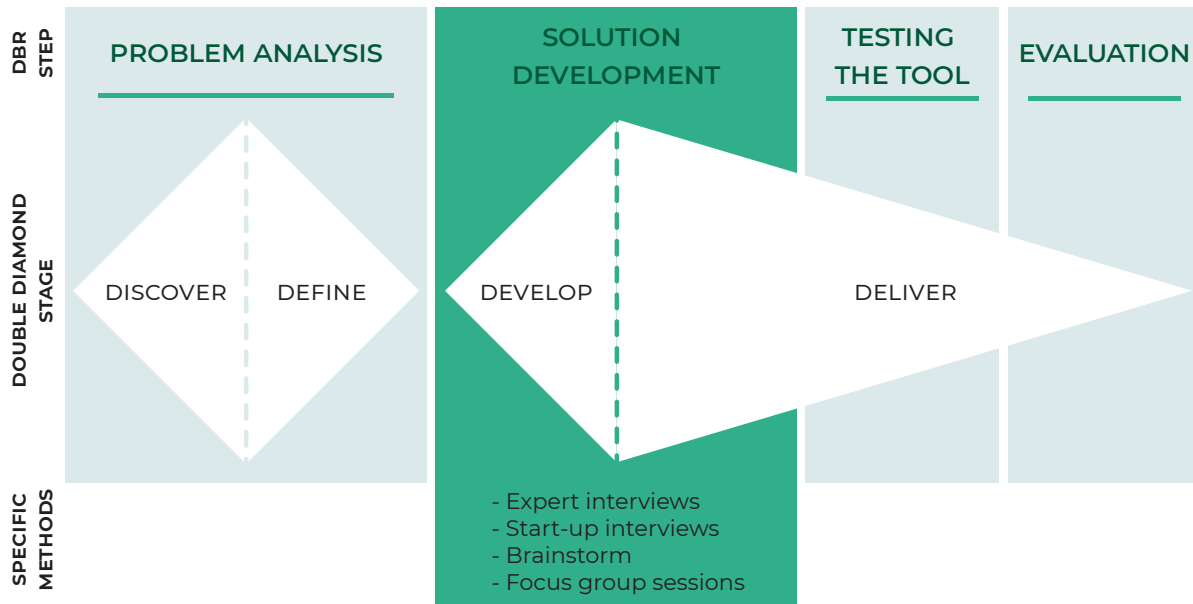 DBR
STEP
PROBLEM ANALYSIS
SOLUTION
DEVELOPMENT
TESTING
THE TOOL
EVALUATION
DOUBLE DIAMOND
STAGE
DISCOVER
DEFINE
DEVELOP
DELIVER
SPECIFIC
METHODS
- Expert interviews
- Start-up interviews
- Brainstorm
- Focus group sessions